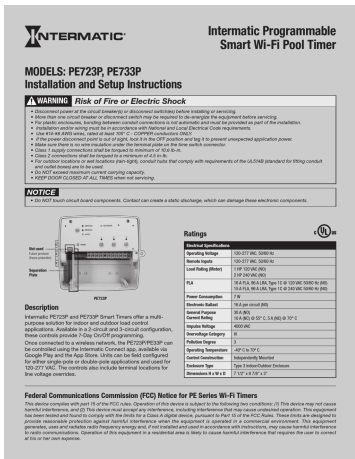 INTERMATIC®
Intermatic Programmable
Smart Wi-Fi Pool Timer
MODELS: PE723P, PE733P
Installation and Setup Instructions
WARNING Risk of Fire or Electric Shock
• Disconnect power at the circuit breaker(s) or disconnect switch(es) before installing or servicing.
• More than one circuit breaker or disconnect switch may be required to de-energize the equipment before servicing.
• For plastic enclosures, bonding between conduit connections is not automatic and must be provided as part of the installation.
• Installation and/or wiring must be in accordance with National and Local Electrical Code requirements.
• Use #14-#8 AWG wires, rated at least 105° C - COPPER conductors ONLY.
• If the power disconnect point is out of sight, lock it in the OFF position and tag it to prevent unexpected application power.
• Make sure there is no wire insulation under the terminal plate on the time switch connector.
• Class 1 supply connections shall be torqued to minimum of 10.6 lb-in.
• Class 2 connections shall be torqued to a minimum of 4.5 in-lb.
• For outdoor locations or wet locations (rain tight), conduit hubs that comply with requirements of the UL514B (standard for fitting conduit
and outlet boxes) are to be used.
• Do NOT exceed maximum current carrying capacity.
• KEEP DOOR CLOSED AT ALL TIMES when not servicing.
NOTICE
• Do NOT touch circuit board components. Contact can create a static discharge, which can damage these electronic components.
Not used
Separation
Plate
PE723P
Description
Intermatic PE723P and PE733P Smart Timers offer a multi-
purpose solution for indoor and outdoor load control
applications. Available in a 2-circuit and 3-circuit configuration,
these controls provide 7-Day On/Off programming.
Once connected to a wireless network, the PE723P/PE733P can
be controlled using the Intermatic Connect app, available via
Google Play and the App Store. Units can be field configured
for either single-pole or double-pole applications and used for
120-277 VAC. The controls also include terminal locations for
line voltage overrides.
Ratings
c UL US
Electrical Specifications
Operating Voltage 120-277 VAC, 50/60 Hz
Remote Inputs 120-277 VAC, 50/60 Hz
Load Rating (Motor) 1 HP 120 VAC (NO)
2 HP 240 VAC (NO)
FLA 16 A FLA, 96 A LRA, Type 1C @ 120 VAC 50/60 Hz (NO)
15 A FLA, 96 A LRA, Type 1C @ 240 VAC 50/60 Hz (NO)
Power Consumption 7 W
Electronic Ballast 16 A per circuit (NO)
General Purpose
Current Rating
30 A (NO)
10 A (NO) @ 55° C, 5 A (NO) @ 70° C
Impulse Voltage 4000 VAC
Overvoltage Category III
Pollution Degree 3
Operating Temperature -40° C to 70° C
Control Construction Independently Mounted
Enclosure Type Type 3 Indoor/Outdoor Enclosure
Dimensions H x W x D 7 1/2" x 8 7/8" x 3"
Federal Communications Commission (FCC) Notice for PE Series Wi-Fi Timers
This device complies with part 15 of the FCC rules. Operation of this device is subject to the following two conditions: (1) This device may not cause
harmful interference, and (2) This device must accept any interference, including interference that may cause undesired operation. This equipment
has been tested and found to comply with the limits for a Class A digital device, pursuant to Part 15 of the FCC Rules. These limits are designed to
provide reasonable protection against harmful interference when the equipment is operated in a commercial environment. This equipment
generates, uses and radiates radio frequency energy and, if not installed and used in accordance with instructions, may cause harmful interference
to radio communications. Operation of this equipment in a residential area is likely to cause harmful interference that requires the user to correct
at his or her own expense.